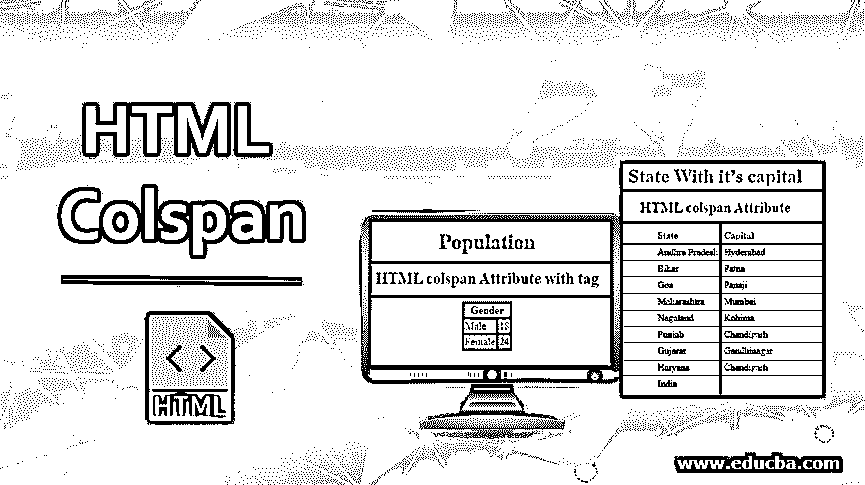 HTML
Colspan
HTML
Population
HTML colspan Attribute with tag
Gender
Male 18
Female 24
State With it's capital
HTML colspan Attribute
State Capital
Andhra Pradesh Hyderabad
Bihar Patna
Goa Panaji
Maharashtra Mumbai
Nagaland Kohima
Punjab Chandigarh
Gujarat Gandhinagar
Haryana Chandigarh
India
www.educba.com